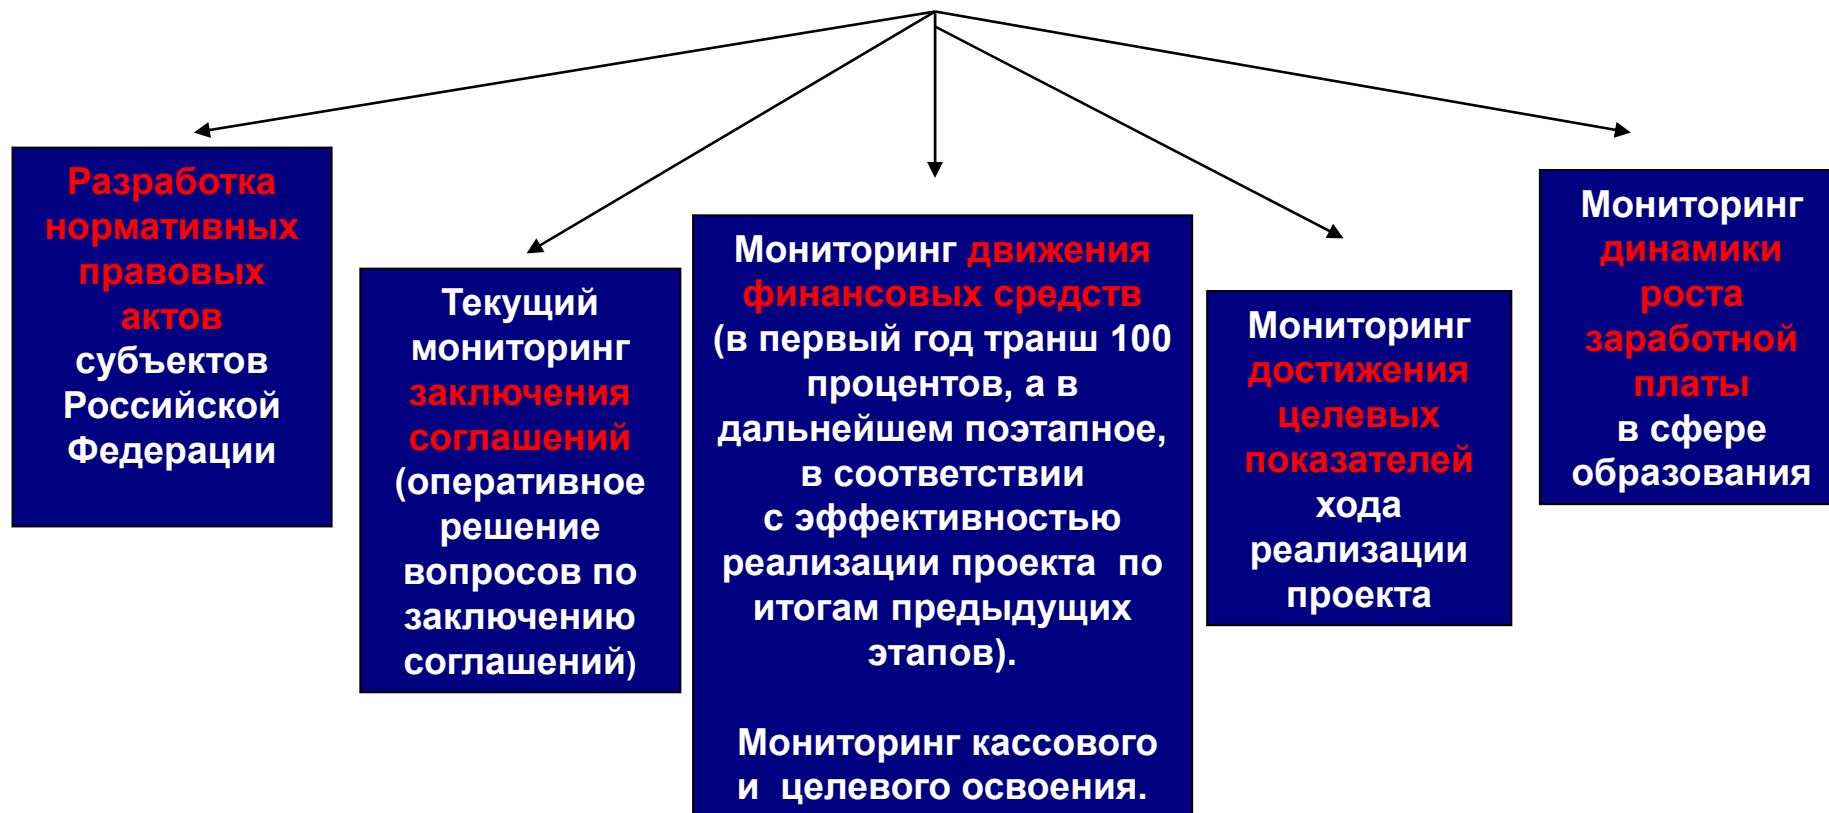 Разработка
нормативных
правовых
актов
субъектов
Российской
Федерации
Текущий
мониторинг
заключения
соглашений
(оперативное
решение
вопросов по
заключению
соглашений)
Мониторинг движения
финансовых средств
(в первый год транш 100
процентов, а в
дальнейшем поэтапное,
в соответствии
с эффективностью
реализации проекта по
итогам предыдущих
этапов).
Мониторинг кассового
и целевого освоения.
Мониторинг
достижения
целевых
показателей
хода
реализации
проекта
Мониторинг
динамики
роста
заработной
платы
в сфере
образования